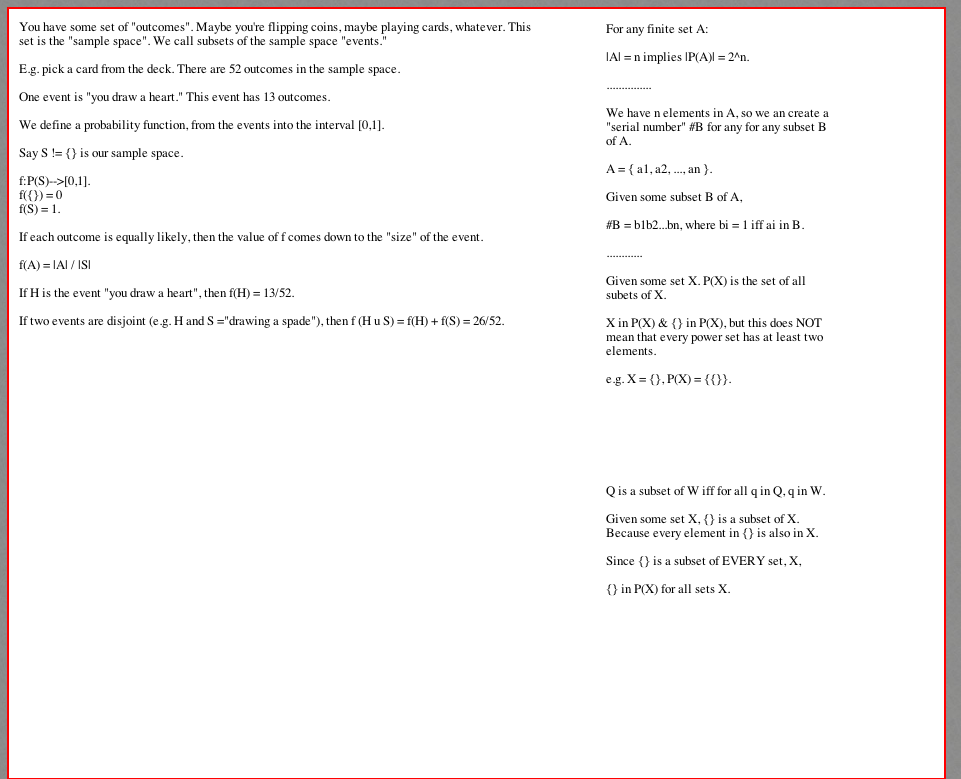 You have some set of "outcomes". Maybe you're flipping coins, maybe playing cards, whatever. This
set is the "sample space". We call subsets of the sample space "events."
E.g. pick a card from the deck. There are 52 outcomes in the sample space.
One event is "you draw a heart." This event has 13 outcomes.
We define a probability function, from the events into the interval [0,1].
Say S != {} is our sample space.
f:P(S)-->[0,1].
f({}) = 0
f(S) = 1.
If each outcome is equally likely, then the value of f comes down to the "size" of the event.
f(A) = |A| / |S|
If H is the event "you draw a heart", then f(H) = 13/52.
If two events are disjoint (e.g. H and S ="drawing a spade"), then f (H u S) = f(H) + f(S) = 26/52.
For any finite set A:
|A| = n implies |P(A)| = 2^n.
...............
We have n elements in A, so we an create a
"serial number" #B for any for any subset B
of A.
A = { a1, a2, ..., an }.
Given some subset B of A,
#B = b1b2...bn, where bi = 1 iff ai in B.
............
Given some set X. P(X) is the set of all
subets of X.
X in P(X) & {} in P(X), but this does NOT
mean that every power set has at least two
elements.
e.g. X = {}, P(X) = {{}}.
Q is a subset of W iff for all q in Q, q in W.
Given some set X, {} is a subset of X.
Because every element in {} is also in X.
Since {} is a subset of EVERY set, X,
{} in P(X) for all sets X.